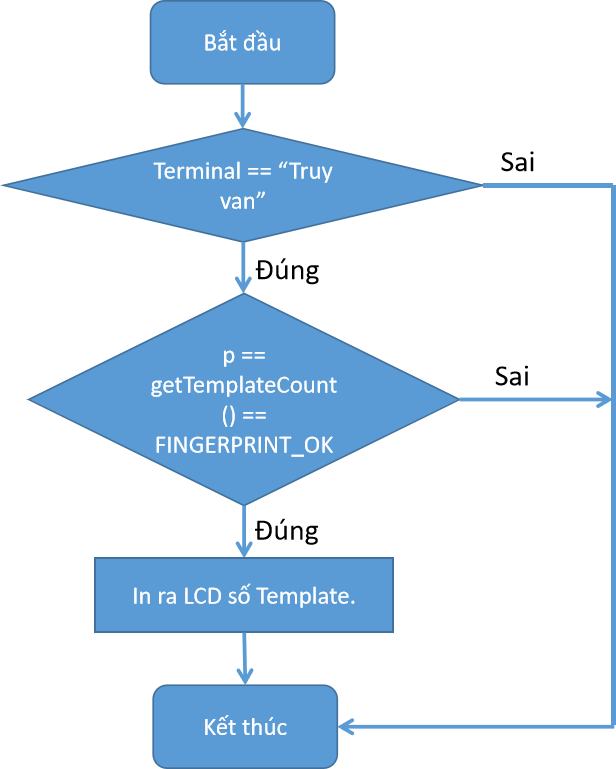 Bắt đầu
Terminal == “Truy
van”
Sai
Đúng
p ==
getTemplateCount
() ==
FINGERPRINT_OK
Sai
Đúng
In ra LCD số Template.
Kết thúc